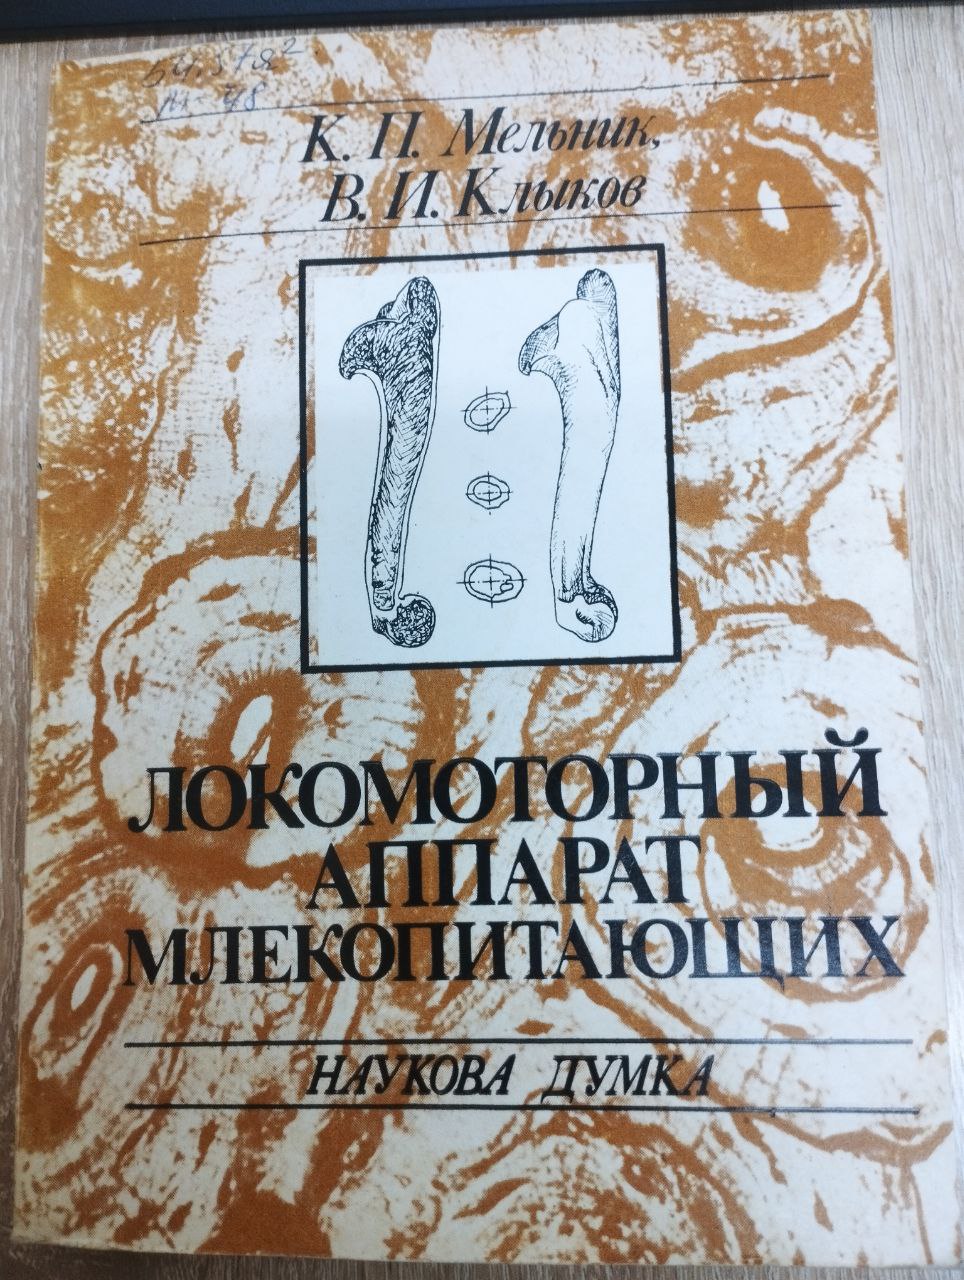 К. П. Мельник,
В. И. Клыков
ЛОКОМОТОРНЫЙ
АППАРАТ
МЛЕКОПИТАЮЩИХ
НАУКОВА ДУМКА